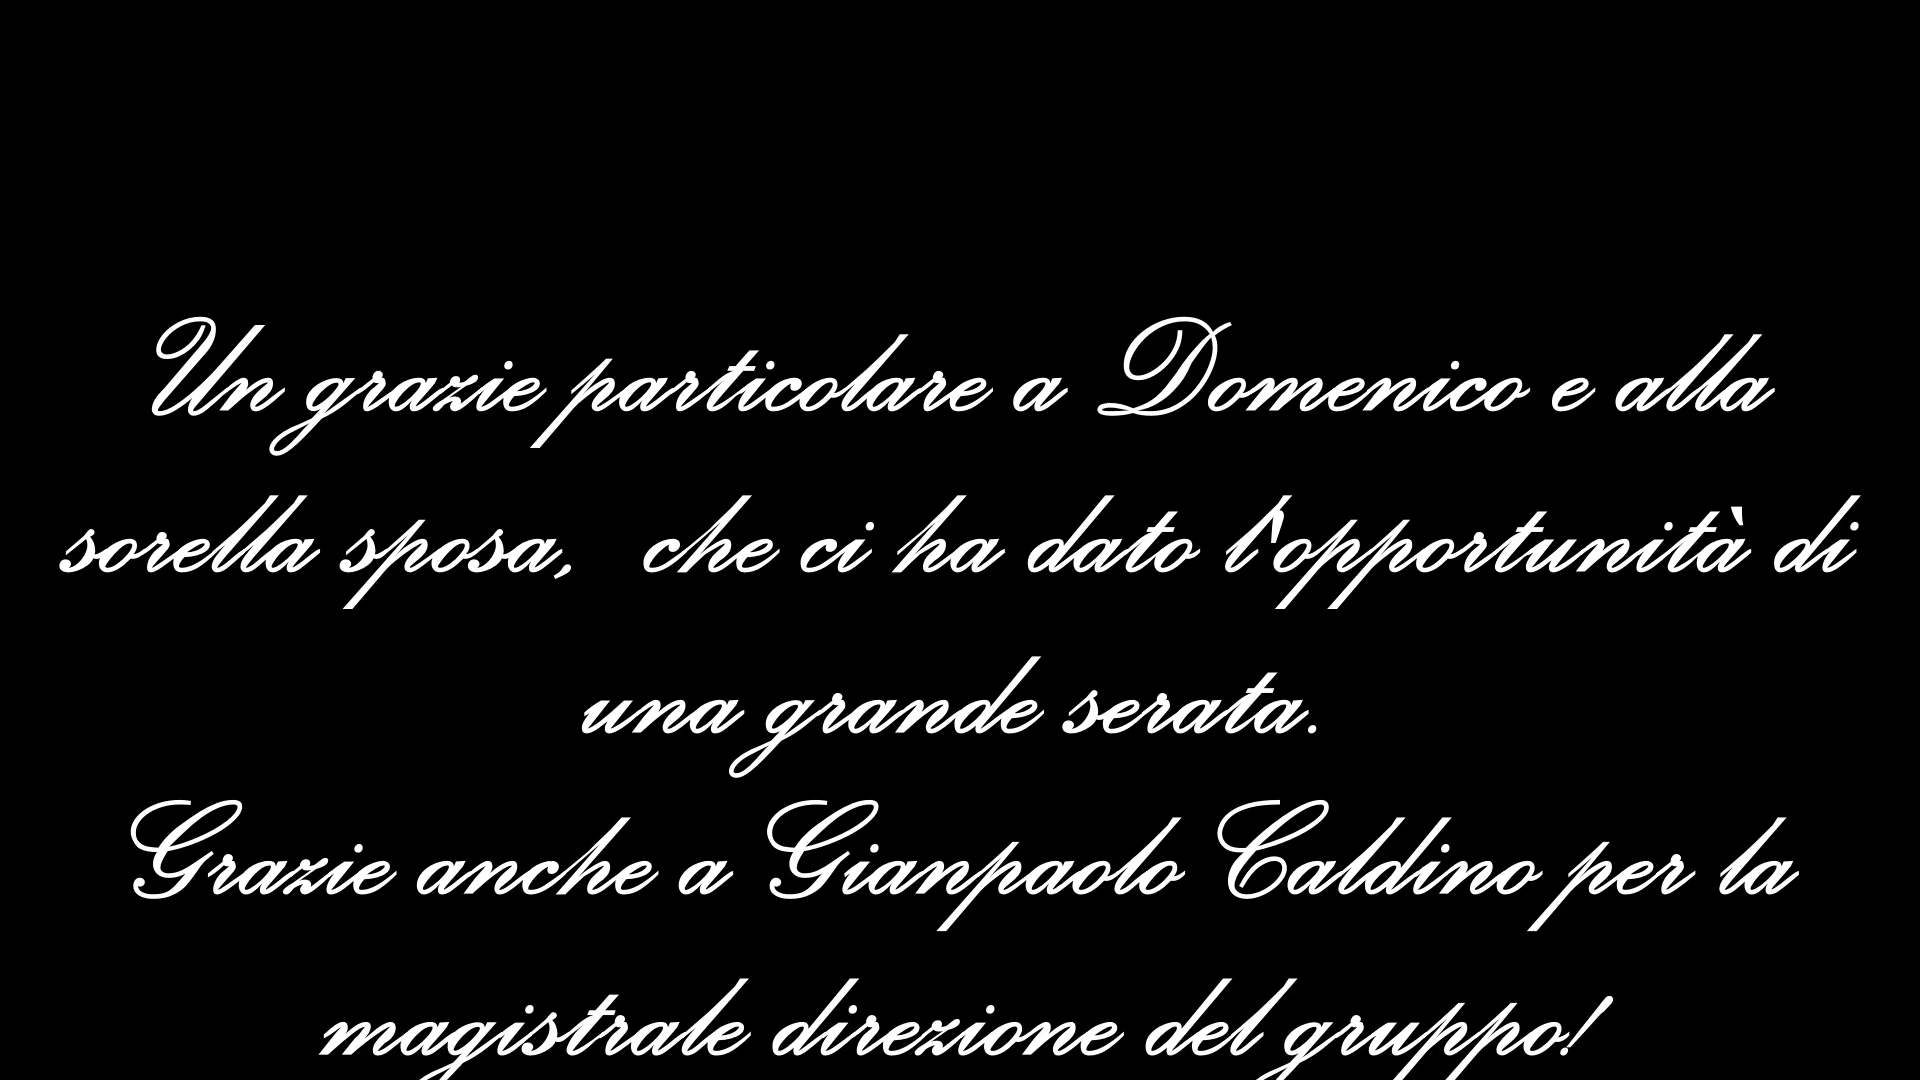 Un grazie particolare a Domenico e alla
sorella sposa,  che ci ha dato l'opportunità di
una grande serata.
Grazie anche a Gianpaolo Caldino per la
magistrale direzione del gruppo!